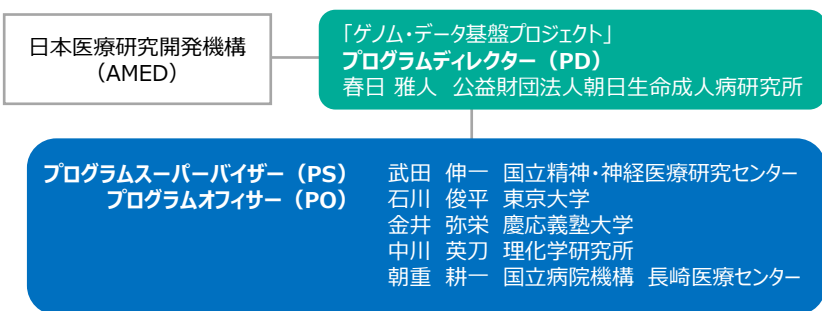 日本医療研究開発機構
（AMED）
「ゲノム・データ基盤プロジェクト」
プログラムディレクター（PD）
春日 雅人 公益財団法人朝日生命成人病研究所
プログラムスーパーバイザー（PS） 武田 伸一 国立精神・神経医療研究センター
プログラムオフィサー（PO） 石川 俊平 東京大学
金井 弥栄 慶応義塾大学
中川 英刀 理化学研究所
朝重 耕一 国立病院機構 長崎医療センター